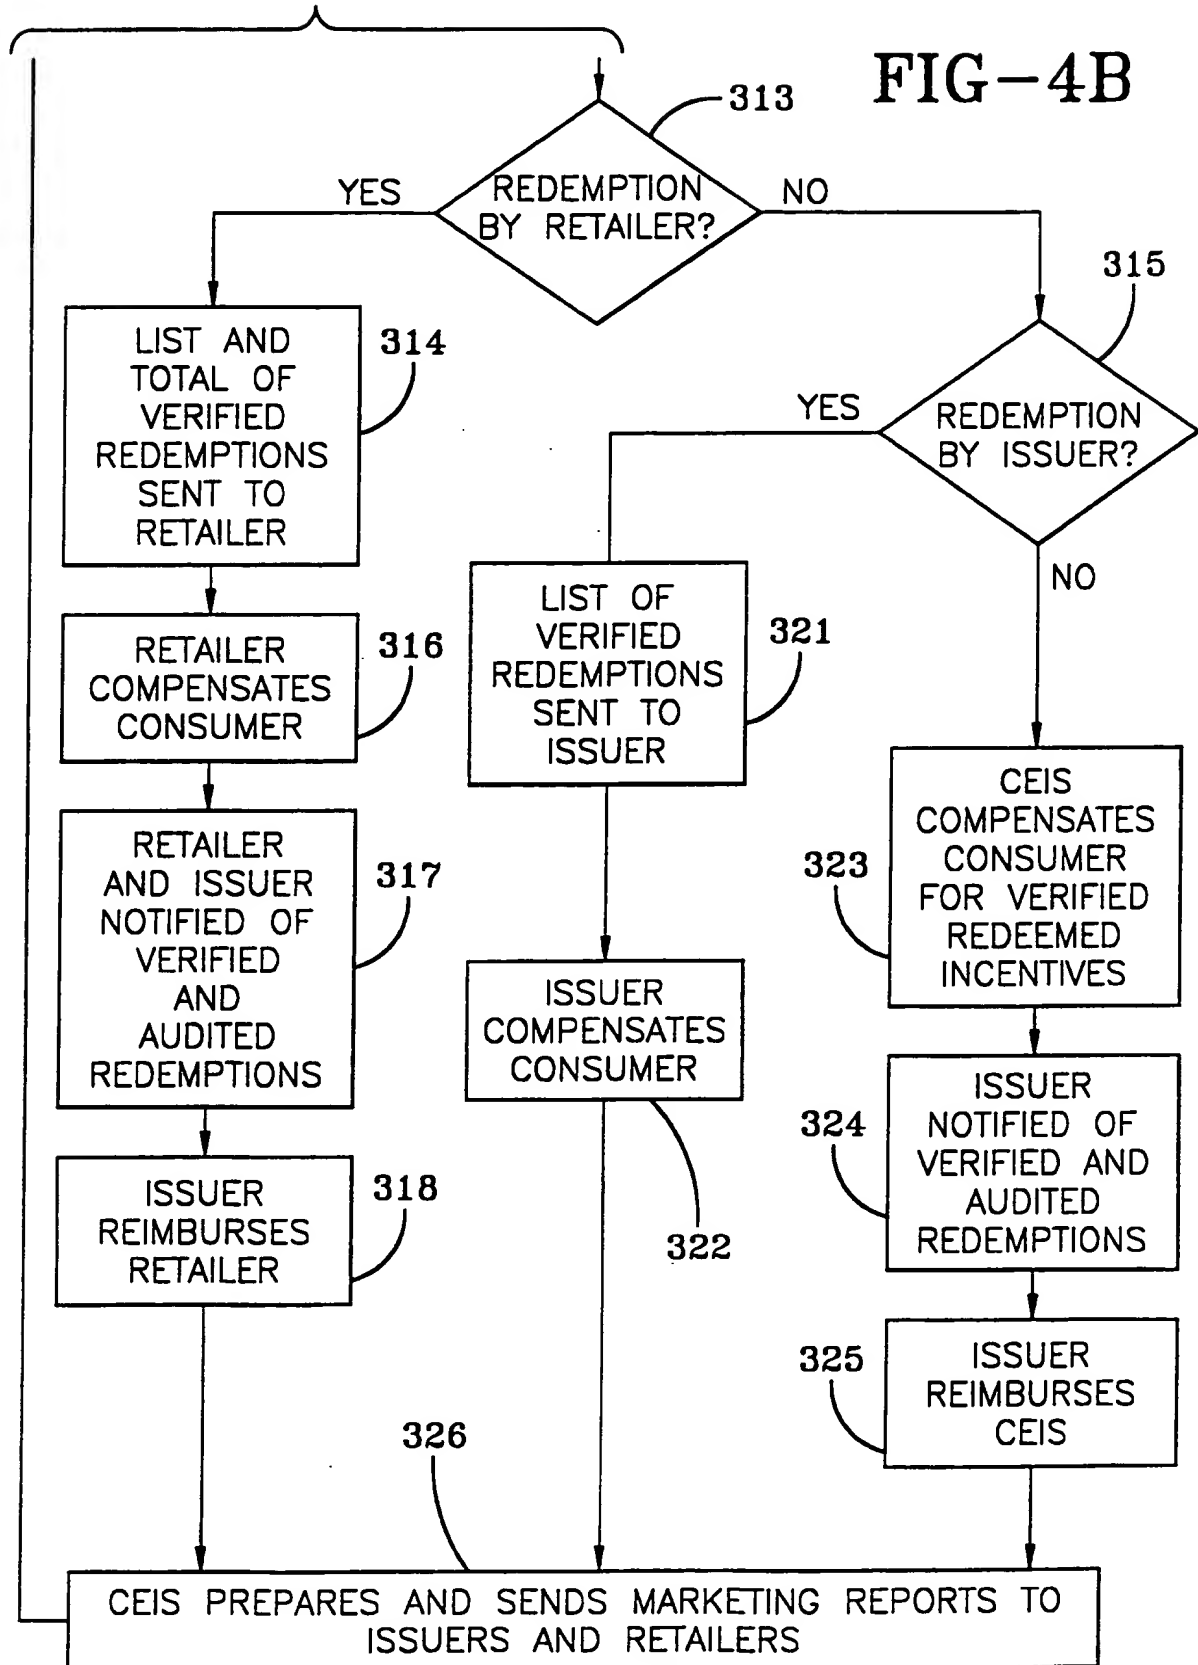 FIG-4B
313
REDEMPTION
BY RETAILER?
YES
NO
315
REDEMPTION
BY ISSUER?
YES
NO
LIST AND
TOTAL OF
VERIFIED
REDEMPTIONS
SENT TO
RETAILER
314
RETAILER
COMPENSATES
CONSUMER
316
RETAILER
AND ISSUER
NOTIFIED OF
VERIFIED
AND
AUDITED
REDEMPTIONS
317
ISSUER
REIMBURSES
RETAILER
318
LIST OF
VERIFIED
REDEMPTIONS
SENT TO
ISSUER
321
ISSUER
COMPENSATES
CONSUMER
322
CEIS
COMPENSATES
CONSUMER
FOR VERIFIED
REDEEMED
INCENTIVES
323
ISSUER
NOTIFIED OF
VERIFIED AND
AUDITED
REDEMPTIONS
324
ISSUER
REIMBURSES
CEIS
325
326
CEIS PREPARES AND SENDS MARKETING REPORTS TO
ISSUERS AND RETAILERS